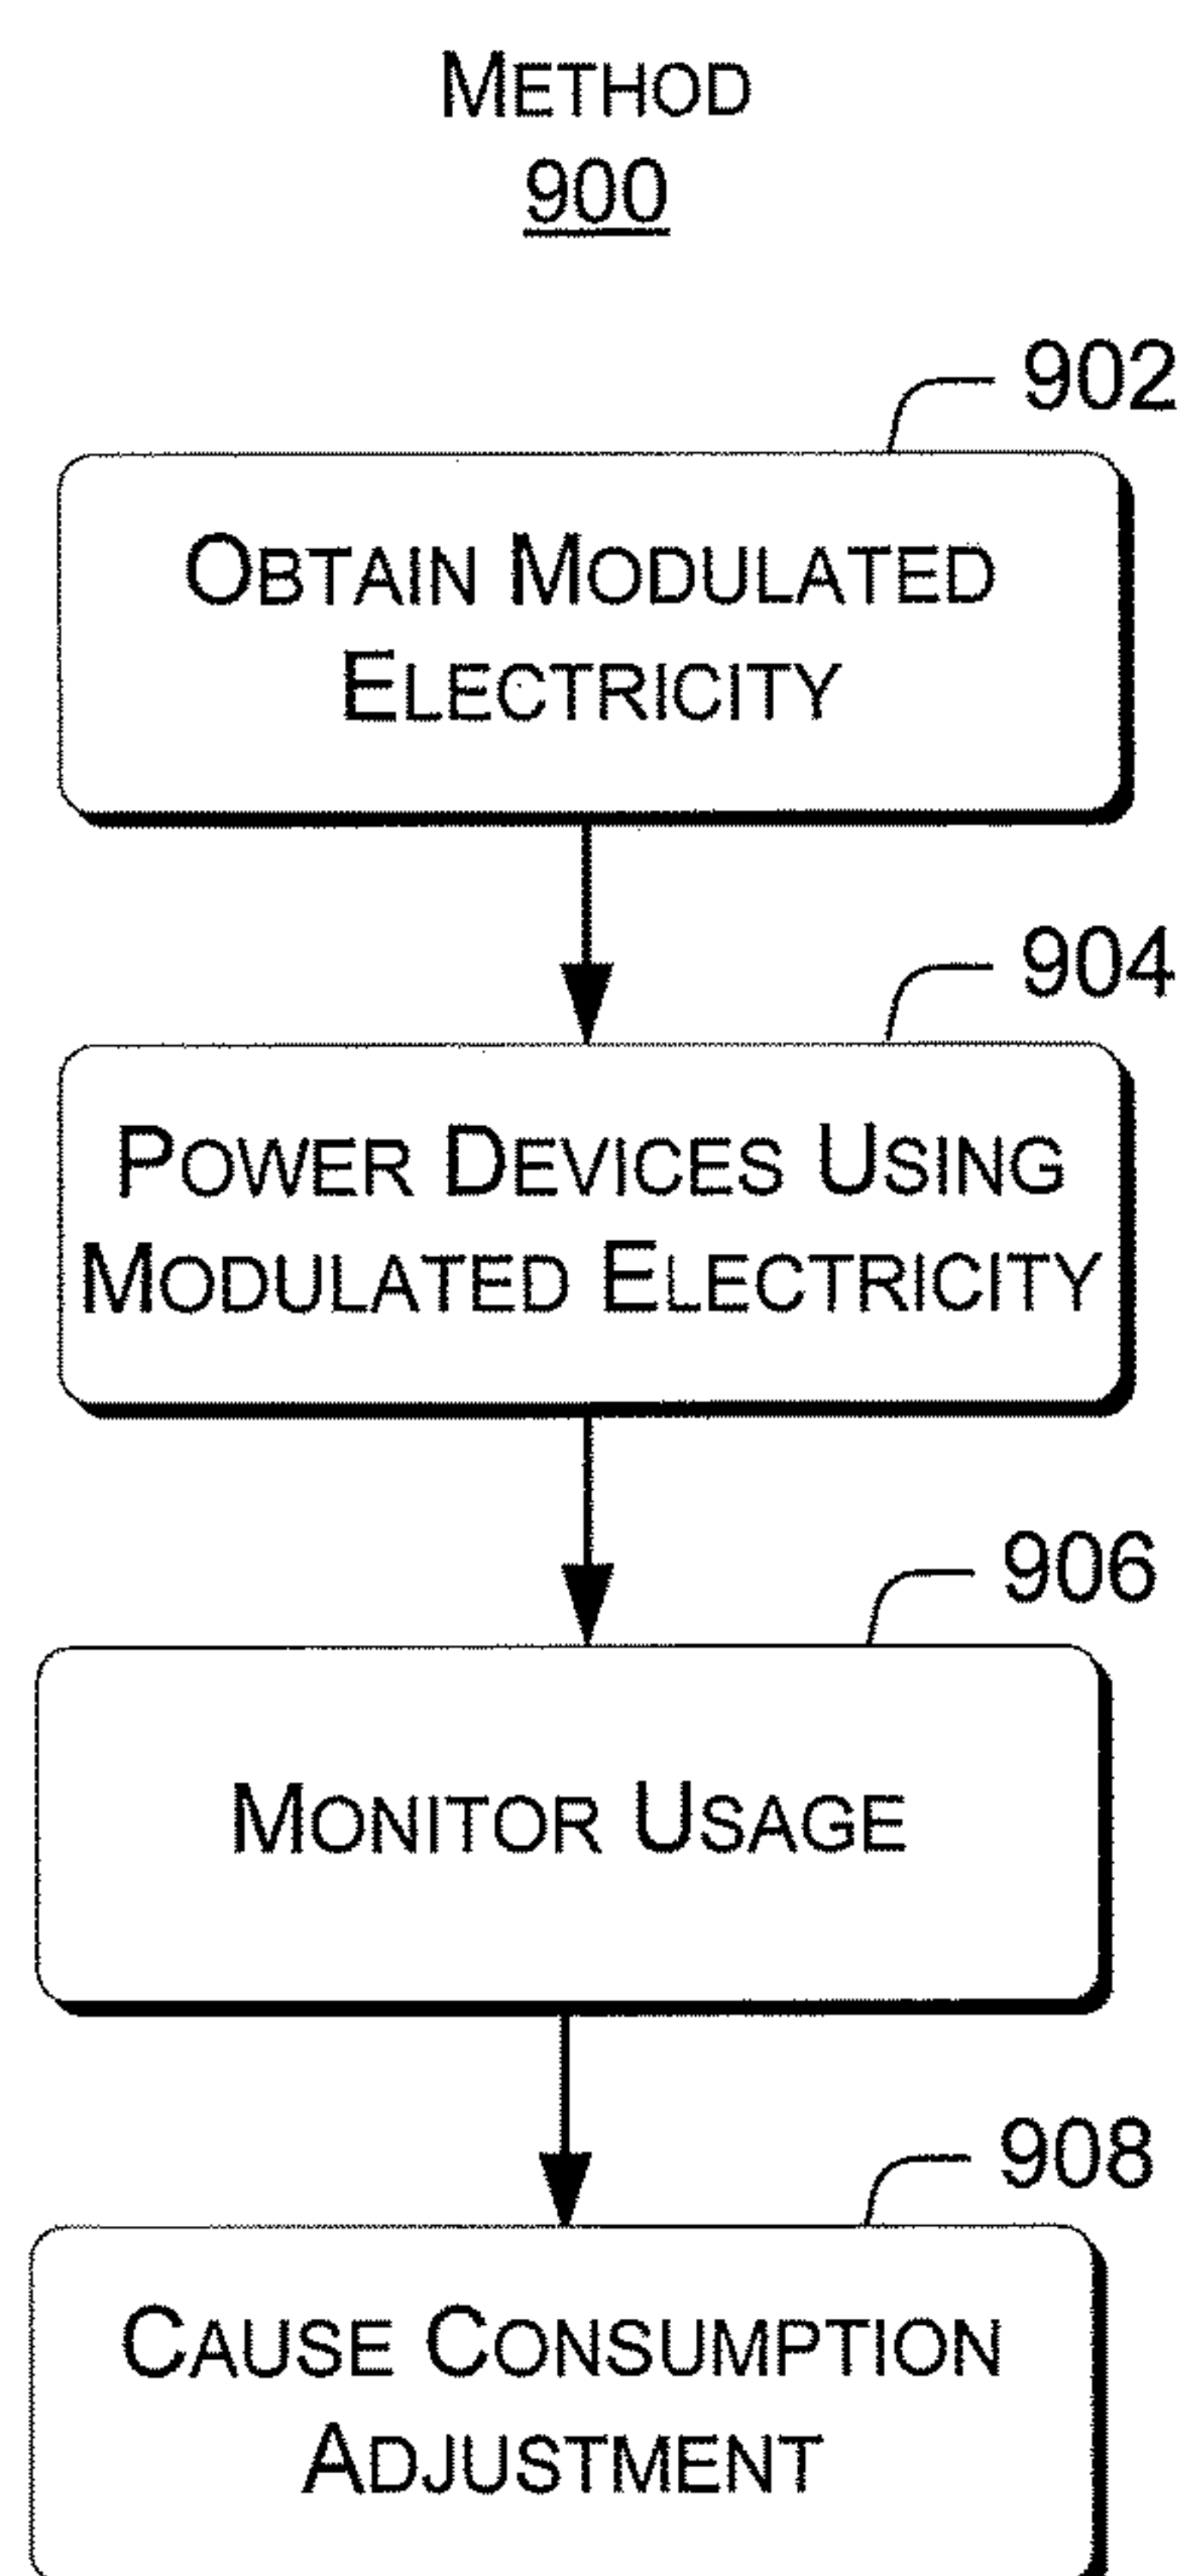 METHOD
900
902
OBTAIN MODULATED
ELECTRICITY
904
POWER DEVICES USING
MODULATED ELECTRICITY
906
MONITOR USAGE
908
CAUSE CONSUMPTION
ADJUSTMENT